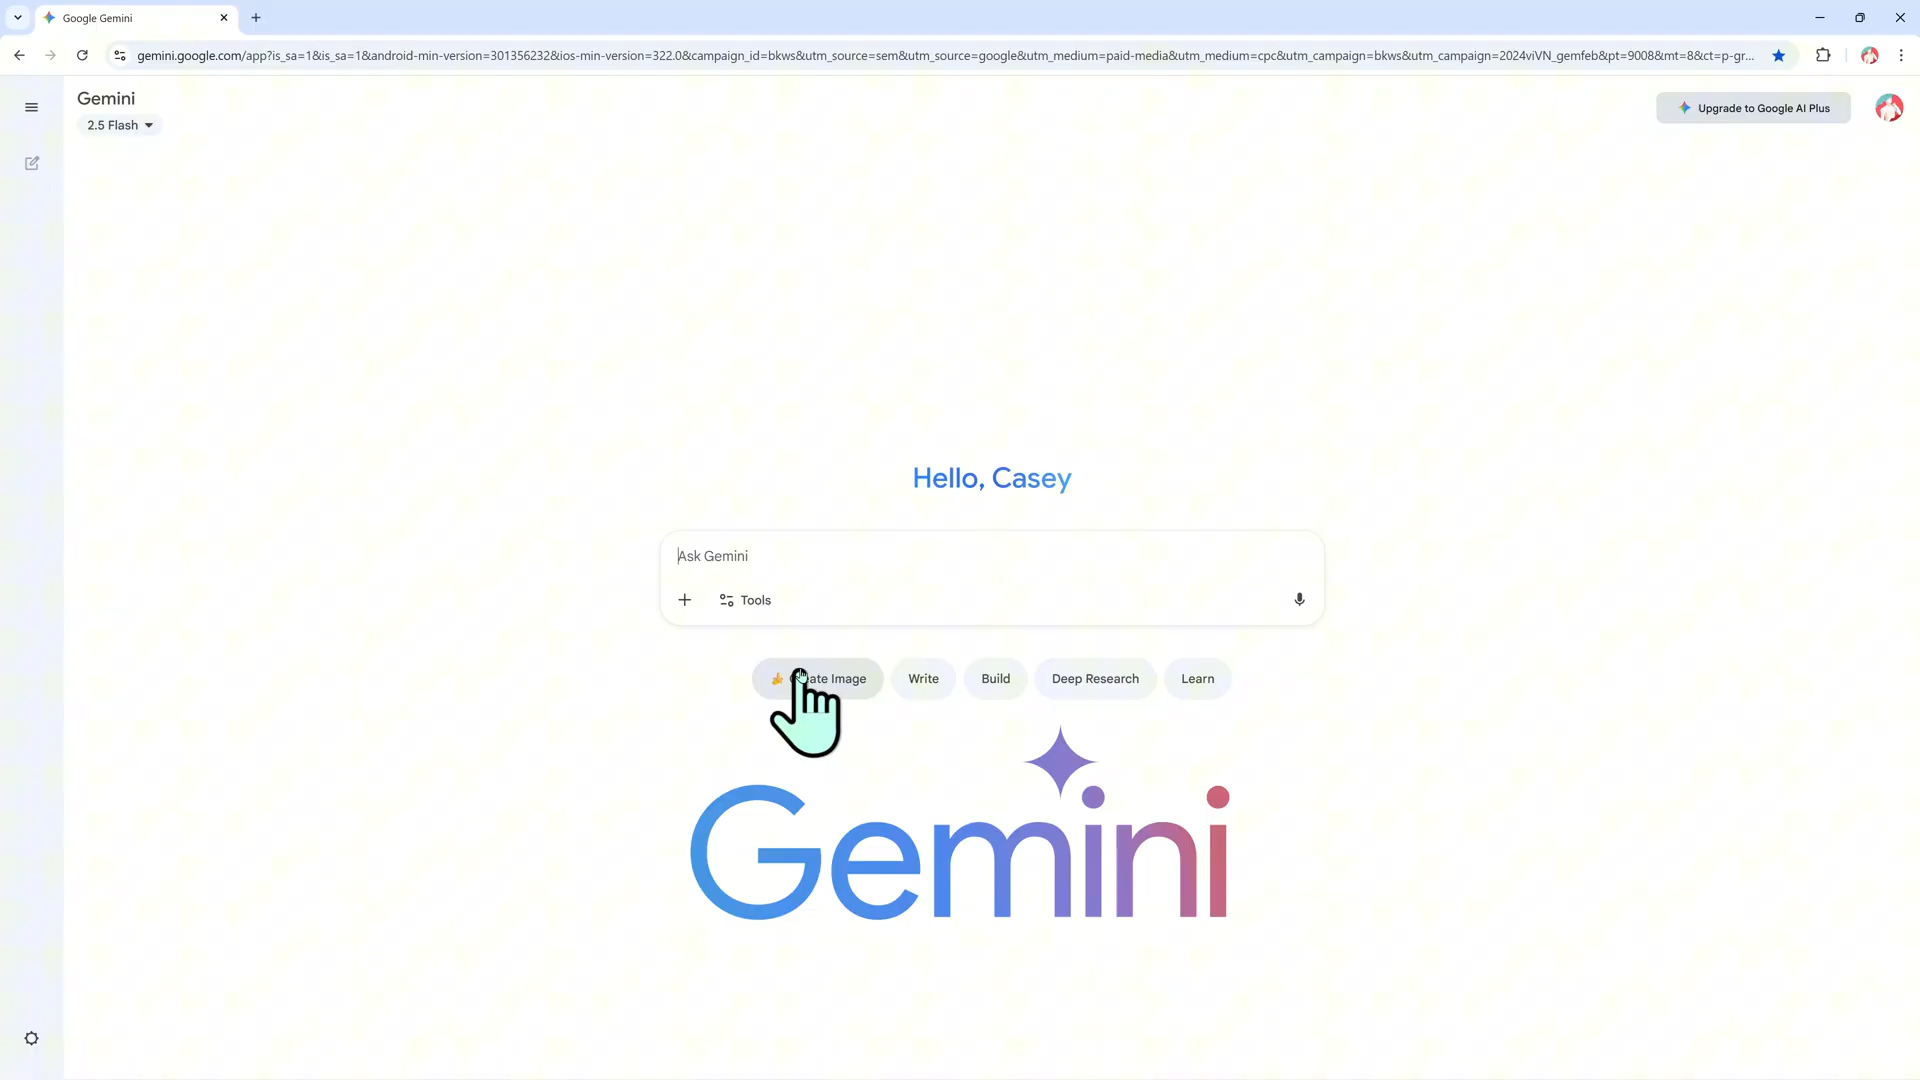 Google Gemini
gemini.google.com/app?is_sa=1&is_sa=1&android-min-version=301356232&ios-min-version=322.0&campaign_id=bkws&utm_source=sem&utm_source=google&utm_medium=paid-media&utm_medium=cpc&utm_campaign=bkws&utm_campaign=2024viVN_gemfeb&pt=9008&mt=8&ct=p-gr...
Gemini
2.5 Flash
Upgrade to Google AI Plus
Hello, Casey
Ask Gemini
Tools
Image Write Build Deep Research Learn
Gemini